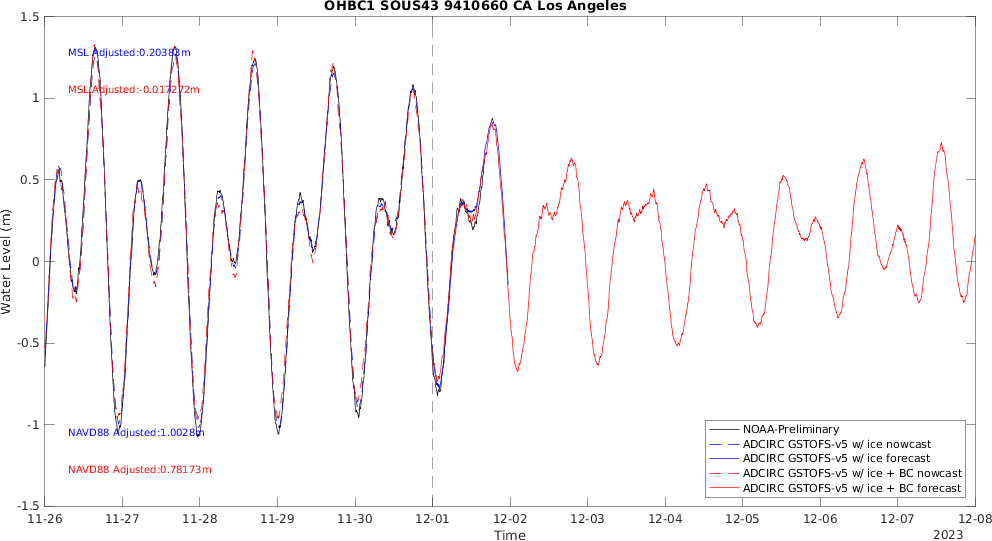 OHBC1 SOUS43 9410660 CA Los Angeles
1.5
1
0.5
0
-0.5
-1
-1.5
Water Level (m)
MSL Adjusted:0.20383m
MSL Adjusted:-0.017272m
NAVD88 Adjusted:1.0028m
NAVD88 Adjusted:0.78173m
NOAA-Preliminary
ADCIRC GSTOFS-v5 w/ ice nowcast
ADCIRC GSTOFS-v5 w/ ice forecast
ADCIRC GSTOFS-v5 w/ ice + BC nowcast
ADCIRC GSTOFS-v5 w/ ice + BC forecast
11-26 11-27 11-28 11-29 11-30 12-01 12-02 12-03 12-04 12-05 12-06 12-07 12-08
Time
2023